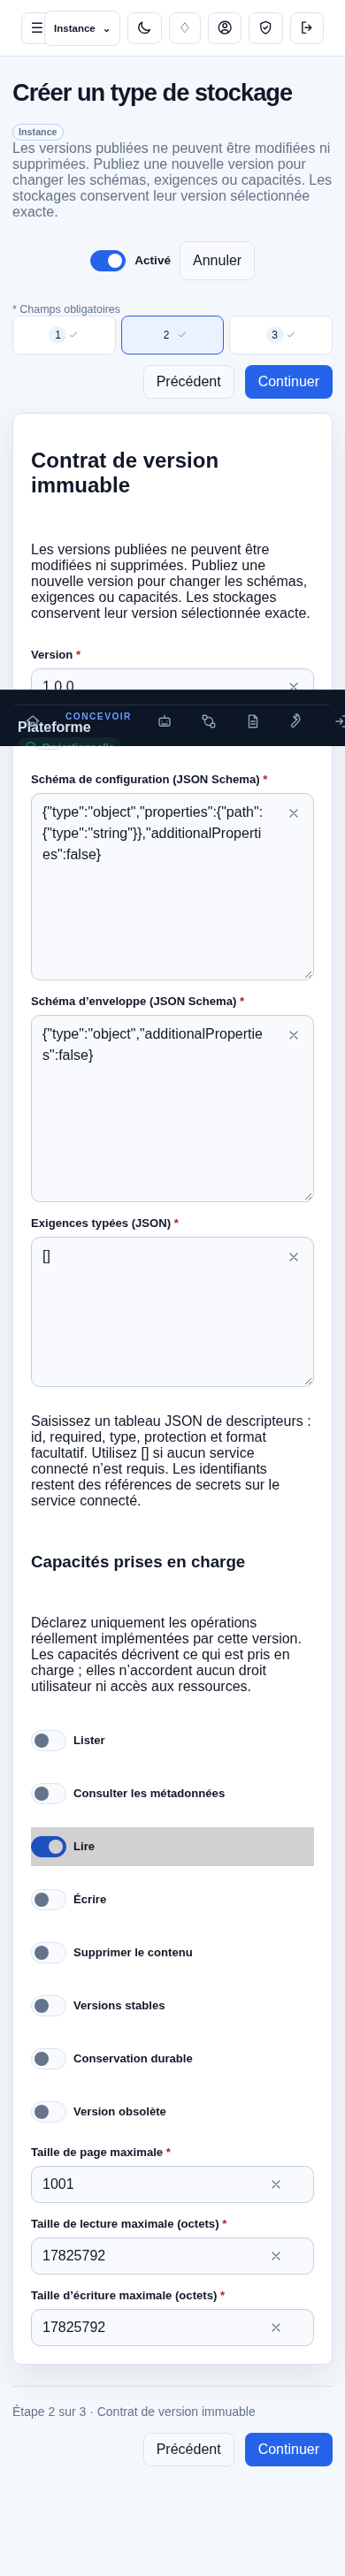 Instance
Créer un type de stockage
Instance
Les versions publiées ne peuvent être modifiées ni
supprimées. Publiez une nouvelle version pour
changer les schémas, exigences ou capacités. Les
stockages conservent leur version sélectionnée
exacte.
Activé
Annuler
* Champs obligatoires
1
2
3
Précédent
Continuer
Contrat de version
immuable
Les versions publiées ne peuvent être
modifiées ni supprimées. Publiez une
nouvelle version pour changer les schémas,
exigences ou capacités. Les stockages
conservent leur version sélectionnée exacte.
Version *
1.0.0
CONCEVOIR
Plateforme
Opérationnelle
Schéma de configuration (JSON Schema) *
{"type":"object","properties":{"path":
{"type":"string"}},"additionalProperti
es":false}
Schéma d’enveloppe (JSON Schema) *
{"type":"object","additionalPropertie
s":false}
Exigences typées (JSON) *
[]
Saisissez un tableau JSON de descripteurs :
id, required, type, protection et format
facultatif. Utilisez [] si aucun service
connecté n’est requis. Les identifiants
restent des références de secrets sur le
service connecté.
Capacités prises en charge
Déclarez uniquement les opérations
réellement implémentées par cette version.
Les capacités décrivent ce qui est pris en
charge ; elles n’accordent aucun droit
utilisateur ni accès aux ressources.
Lister
Consulter les métadonnées
Lire
Écrire
Supprimer le contenu
Versions stables
Conservation durable
Version obsolète
Taille de page maximale *
1001
Taille de lecture maximale (octets) *
17825792
Taille d’écriture maximale (octets) *
17825792
Étape 2 sur 3 · Contrat de version immuable
Précédent
Continuer